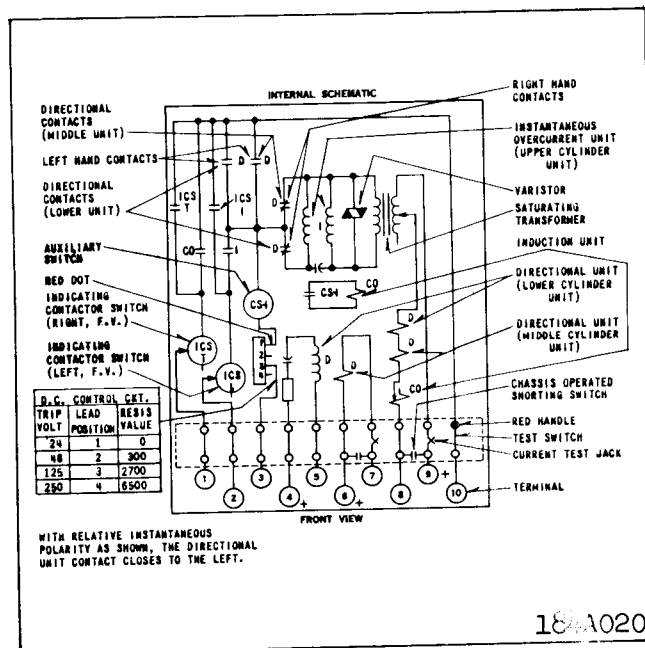 INTERNAL SCHEMATIC
DIRECTIONAL
CONTACTS
(MIDDLE UNIT)
LEFT HAND CONTACTS
DIRECTIONAL
CONTACTS
(LOWER UNIT)
AUXILIARY
SWITCH
RED DOT
INDICATING
CONTACTOR SWITCH
(RIGHT, F.V.)
INDICATING
CONTACTOR SWITCH
(LEFT, F.V.)
RIGHT HAND
CONTACTS
INSTANTANEOUS
OVERCURRENT UNIT
(UPPER CYLINDER
UNIT)
VARISTOR
SATURATING
TRANSFORMER
INDUCTION UNIT
DIRECTIONAL UNIT
(LOWER CYLINDER
UNIT)
DIRECTIONAL UNIT
(MIDDLE CYLINDER
UNIT)
CHASSIS OPERATED
SHORTING SWITCH
RED HANDLE
TEST SWITCH
CURRENT TEST JACK
TERMINAL
D D
ICS
T
ICS
I
D
D
I
CO
I
CS-1
CS-1
CO
ICS
T
ICS
I
D
D
D
D
CO
D.C. CONTROL CKT.
TRIP VOLT LEAD POSITION RESIS VALUE
24 1 0
48 2 300
125 3 2700
250 4 6500
1 2 3 4 + 5 6 + 7 8 9 + 10
FRONT VIEW
WITH RELATIVE INSTANTANEOUS
POLARITY AS SHOWN, THE DIRECTIONAL
UNIT CONTACT CLOSES TO THE LEFT.
184A020